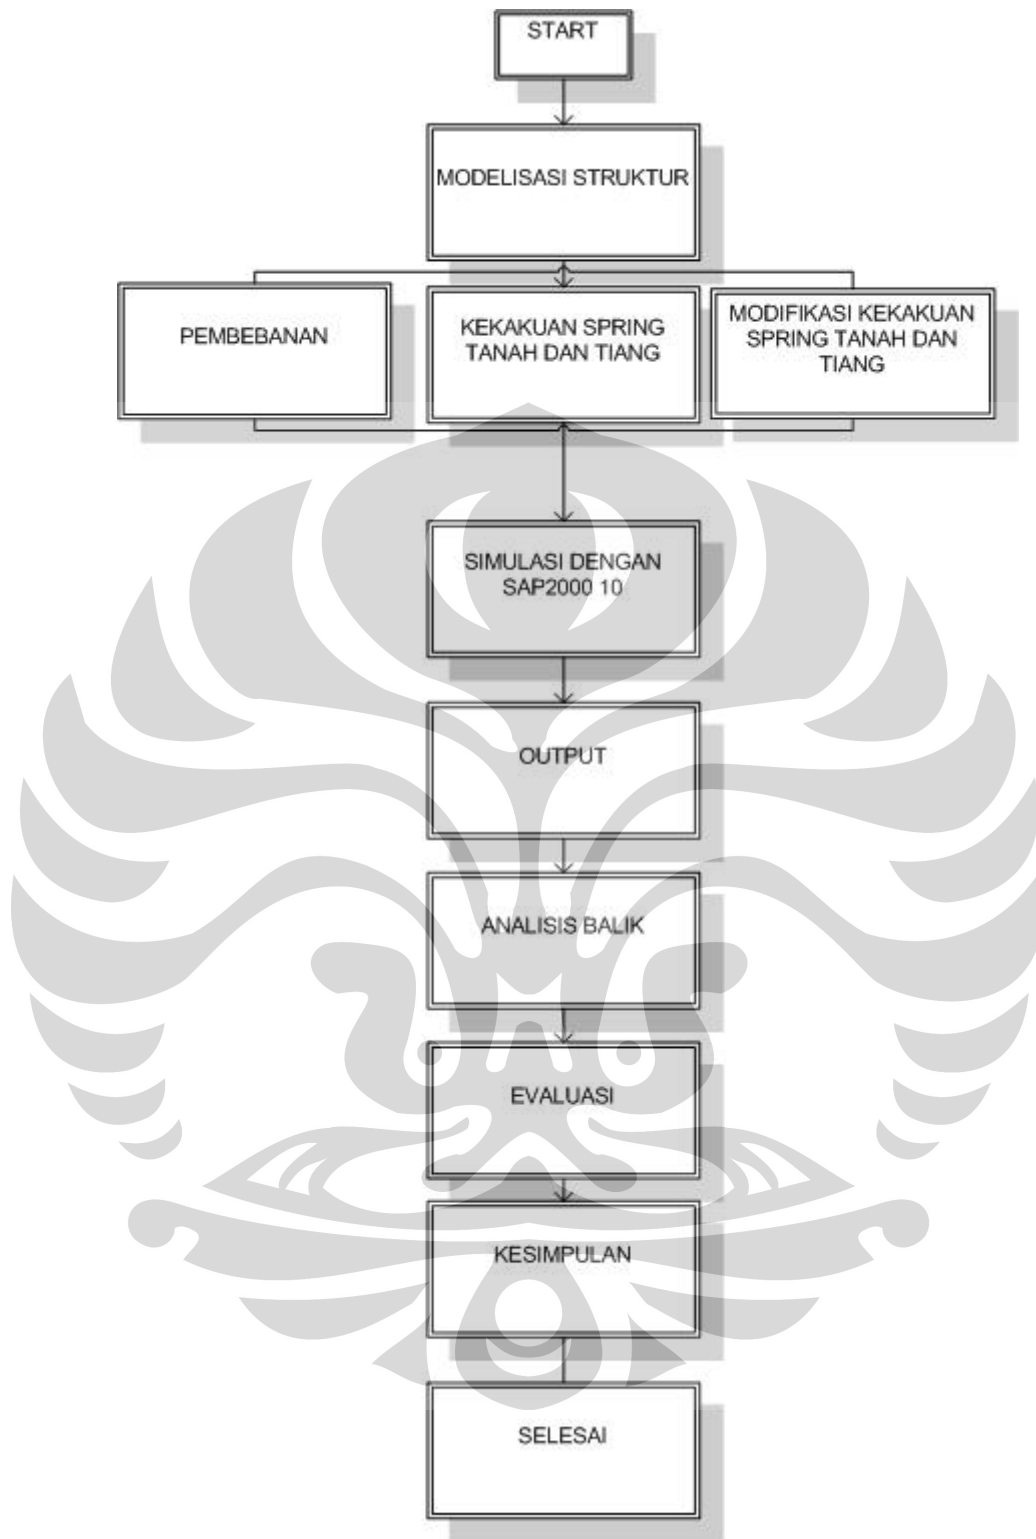 START
MODELISASI STRUKTUR
PEMBEBANAN
KEKAKUAN SPRING
TANAH DAN TIANG
MODIFIKASI KEKAKUAN
SPRING TANAH DAN
TIANG
SIMULASI DENGAN
SAP2000 10
OUTPUT
ANALISIS BALIK
EVALUASI
KESIMPULAN
SELESAI